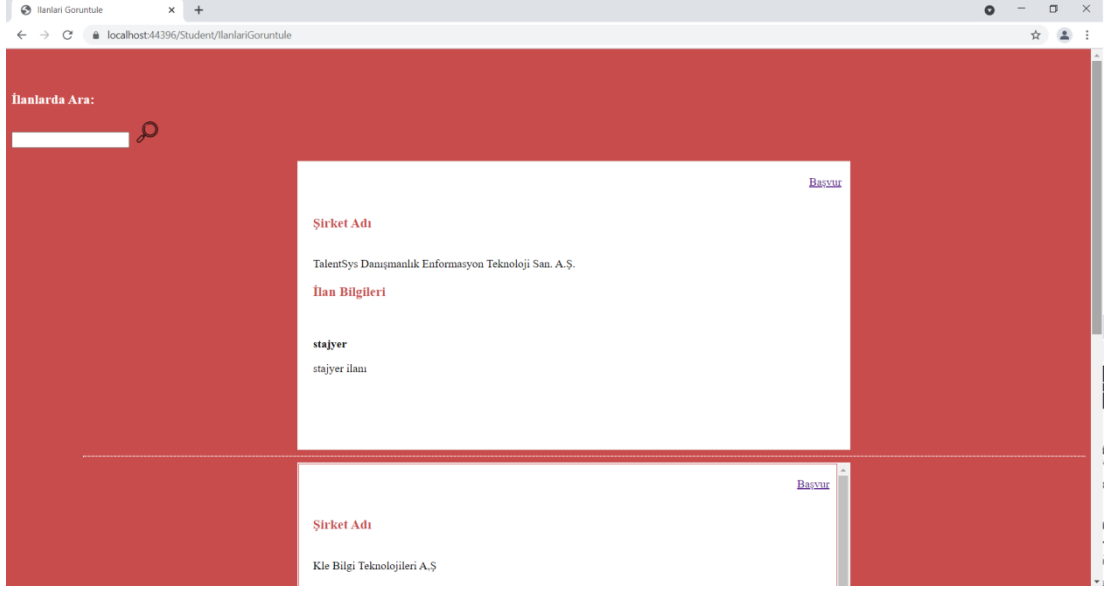 Ilanlari Goruntule
localhost:44396/Student/IlanlariGoruntule
İlanlarda Ara:
Başvur
Şirket Adı
TalentSys Danışmanlık Enformasyon Teknoloji San. A.Ş.
İlan Bilgileri
stajyer
stajyer ilanı
Başvur
Şirket Adı
Kle Bilgi Teknolojileri A,Ş